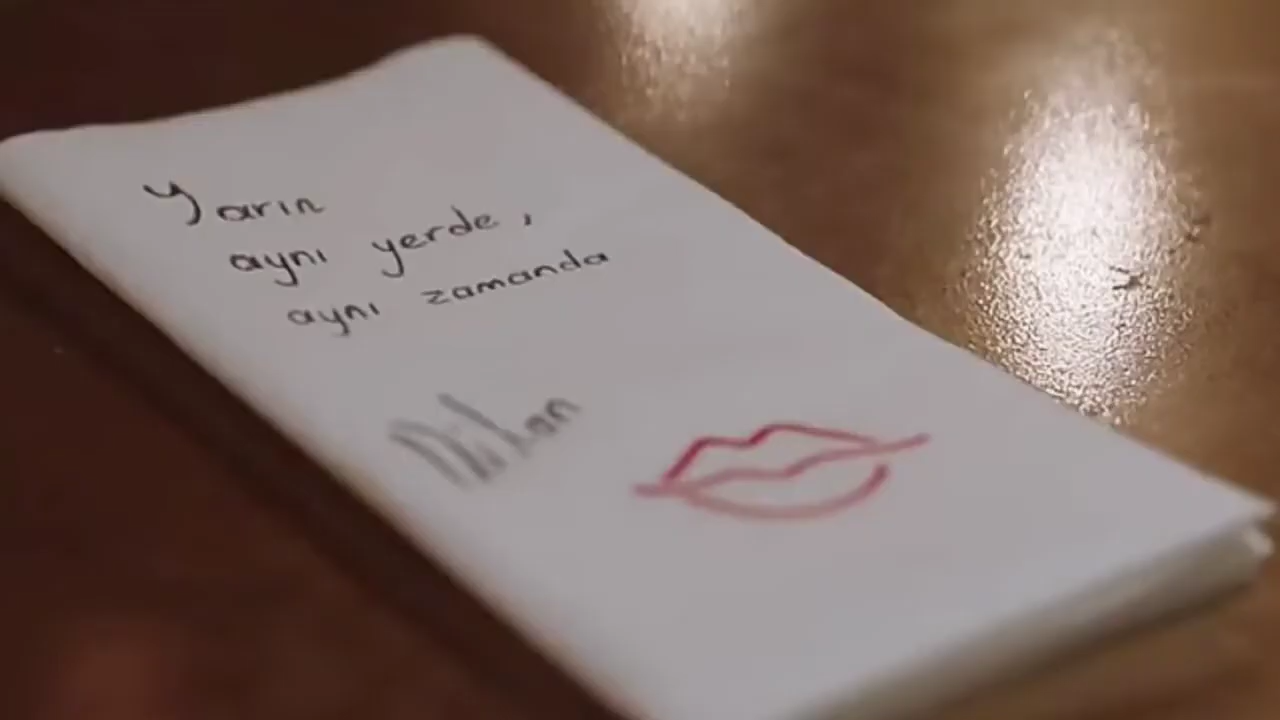 Yarın
aynı yerde,
aynı zamanda